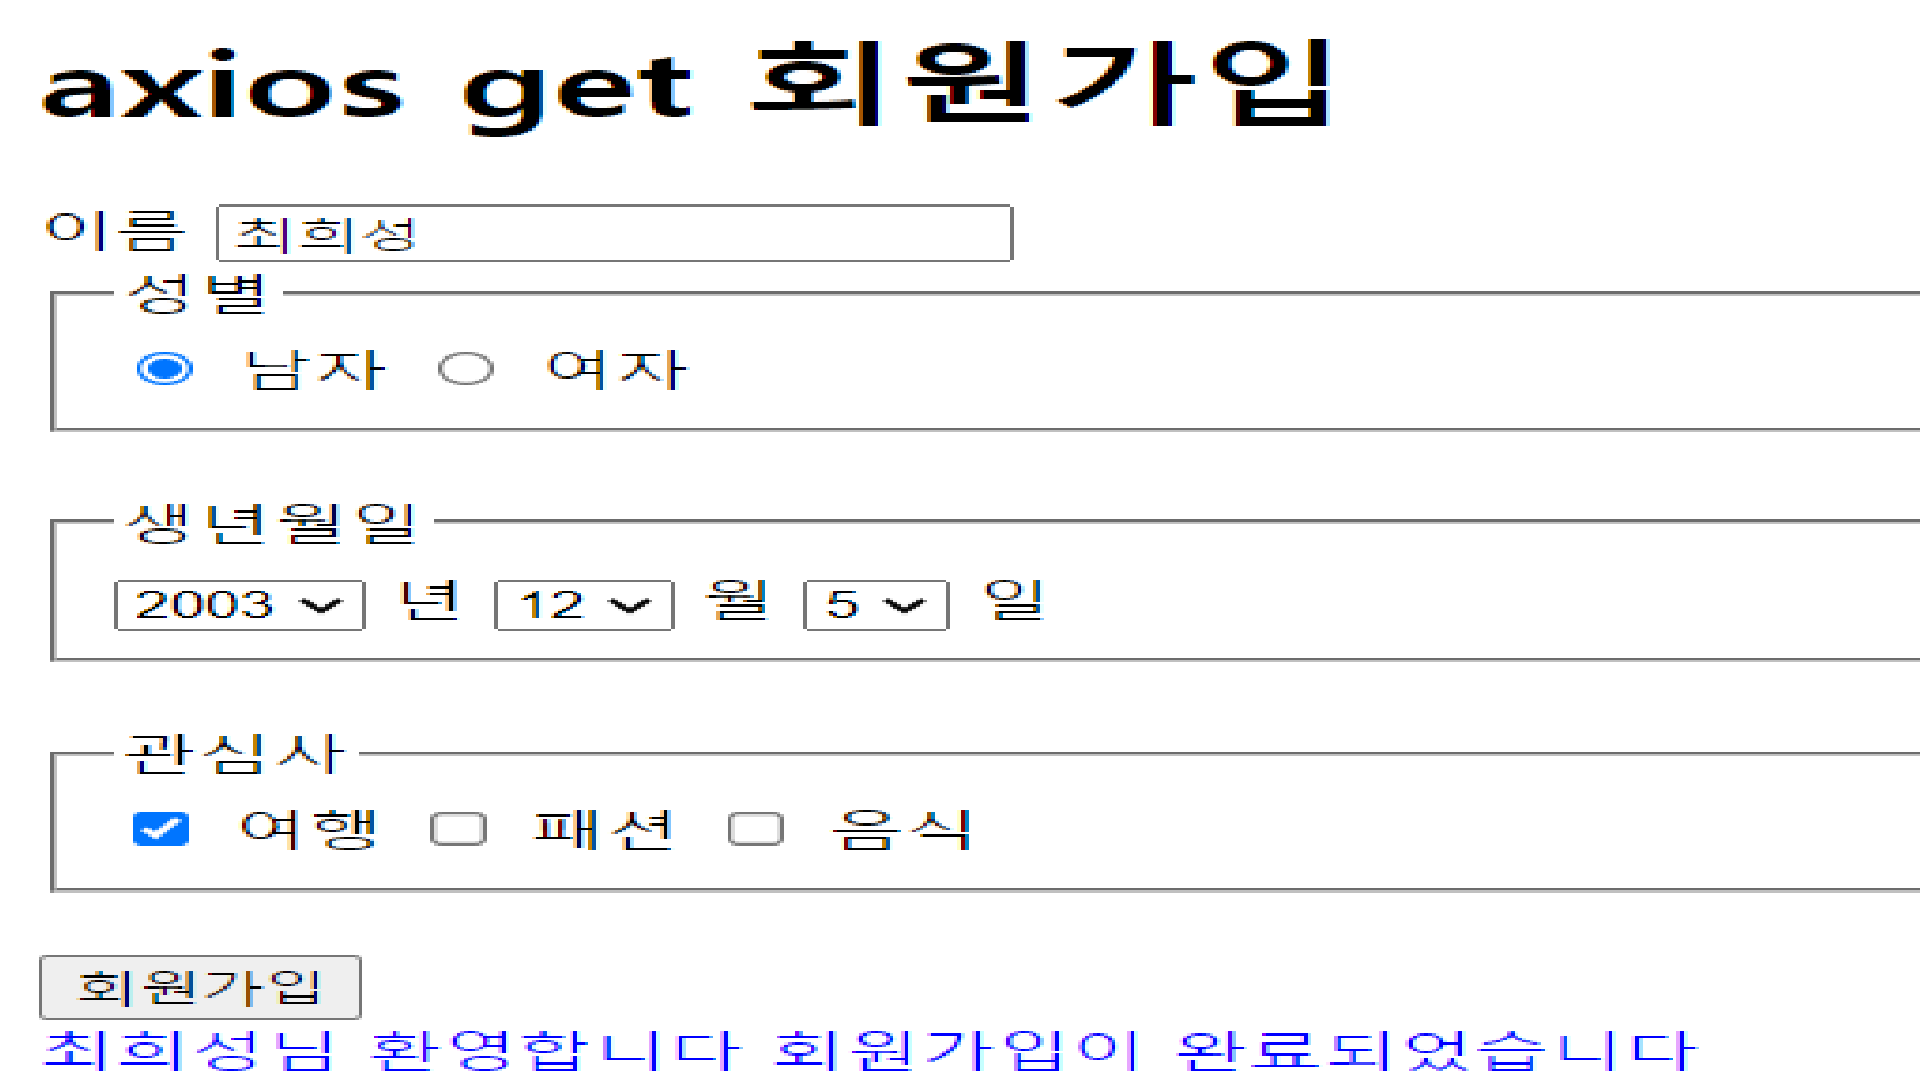 axios get 회원가입
이름 최희성
성별
남자 여자
생년월일
2003 년 12 월 5 일
관심사
여행 패션 음식
회원가입
최희성님 환영합니다 회원가입이 완료되었습니다